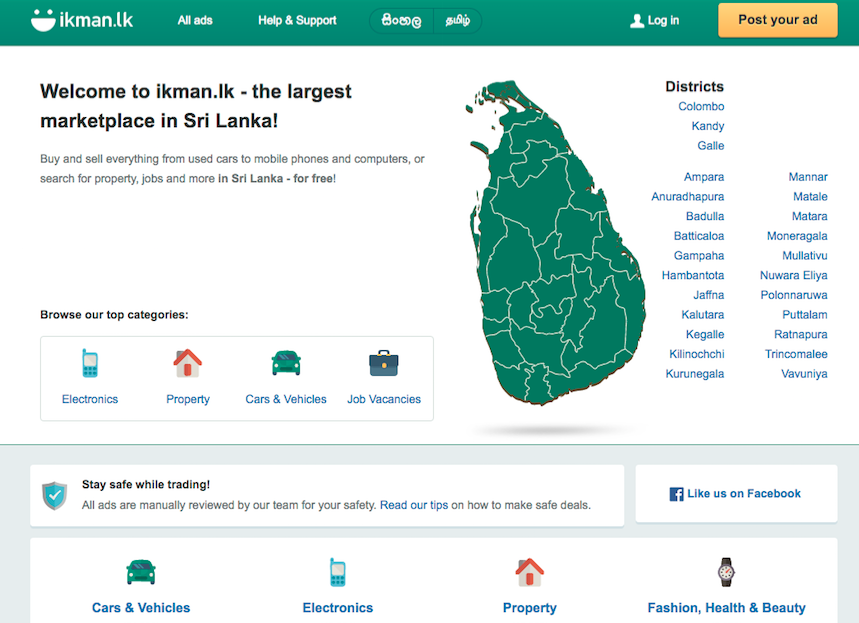 ikman.lk
All ads
Help & Support
සිංහල
தமிழ்
Log in
Post your ad
Welcome to ikman.lk - the largest
marketplace in Sri Lanka!
Buy and sell everything from used cars to mobile phones and computers, or
search for property, jobs and more in Sri Lanka - for free!
Browse our top categories:
Electronics
Property
Cars & Vehicles
Job Vacancies
Districts
Colombo
Kandy
Galle
Ampara
Anuradhapura
Badulla
Batticaloa
Gampaha
Hambantota
Jaffna
Kalutara
Kegalle
Kilinochchi
Kurunegala
Mannar
Matale
Matara
Moneragala
Mullativu
Nuwara Eliya
Polonnaruwa
Puttalam
Ratnapura
Trincomalee
Vavuniya
Stay safe while trading!
All ads are manually reviewed by our team for your safety. Read our tips on how to make safe deals.
Like us on Facebook
Cars & Vehicles
Electronics
Property
Fashion, Health & Beauty